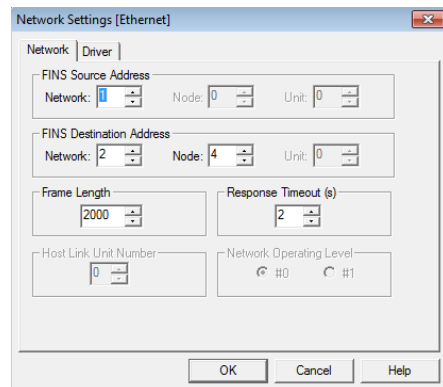 Network Settings [Ethernet]
Network Driver
FINS Source Address
Network: 1 Node: 0 Unit: 0
FINS Destination Address
Network: 2 Node: 4 Unit: 0
Frame Length Response Timeout (s)
2000 2
Host Link Unit Number Network Operating Level
0 #0 #1
OK Cancel Help